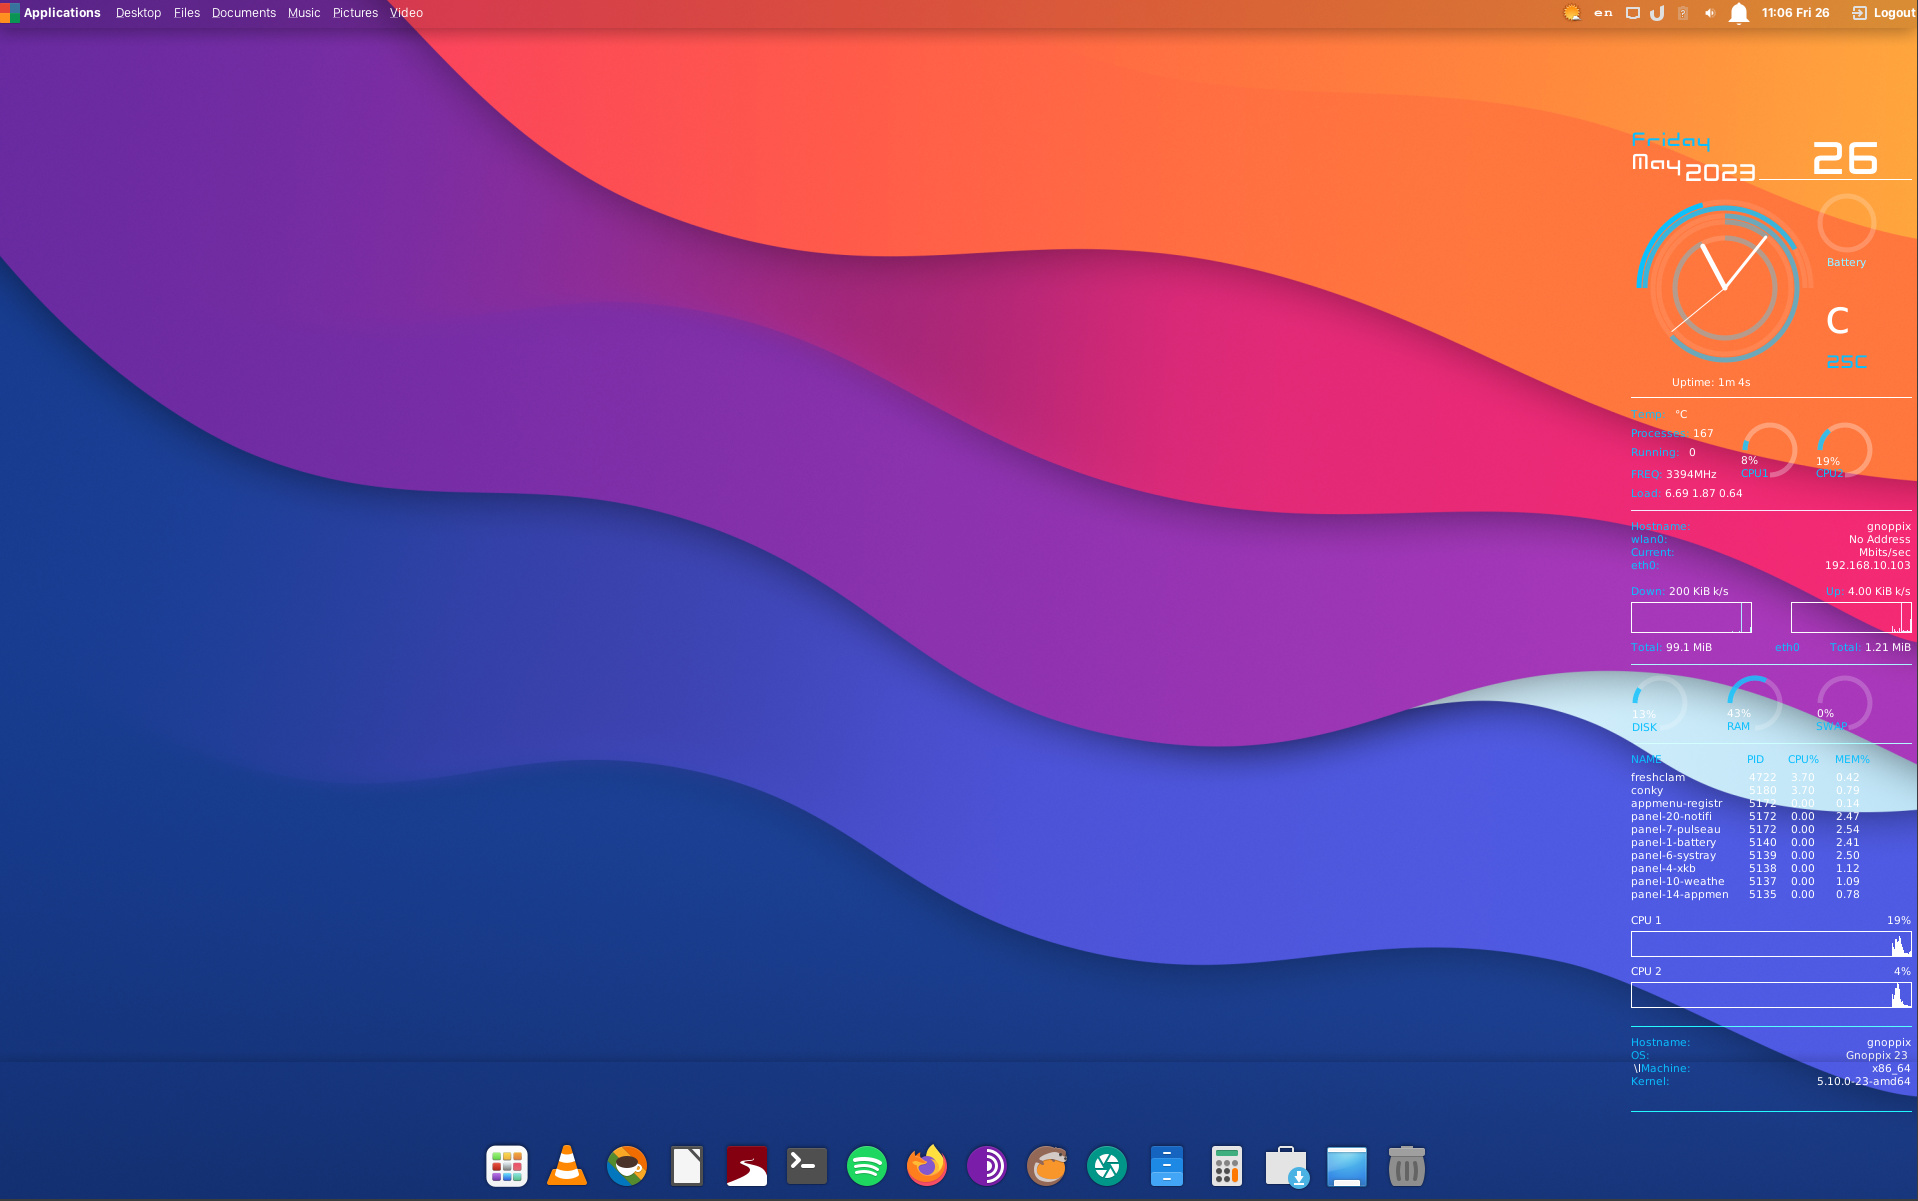 Applications Desktop Files Documents Music Pictures Video en 11:06 Fri 26 Logout
Friday
May 2023 26
Battery
C
25C
Uptime: 1m 4s
Temp: °C
Processes: 167
Running: 0
8% 19%
FREQ: 3394MHz CPU1 CPU2
Load: 6.69 1.87 0.64
Hostname: gnoppix
wlan0: No Address
Current: Mbits/sec
eth0: 192.168.10.103
Down: 200 KiB k/s Up: 4.00 KiB k/s
Total: 99.1 MiB eth0 Total: 1.21 MiB
13% 43% 0%
DISK RAM SWAP
NAME PID CPU% MEM%
freshclam 4722 3.70 0.42
conky 5180 3.70 0.79
appmenu-registr 5172 0.00 0.14
panel-20-notifi 5172 0.00 2.47
panel-7-pulseau 5172 0.00 2.54
panel-1-battery 5140 0.00 2.41
panel-6-systray 5139 0.00 2.50
panel-4-xkb 5138 0.00 1.12
panel-10-weathe 5137 0.00 1.09
panel-14-appmen 5135 0.00 0.78
CPU 1 19%
CPU 2 4%
Hostname: gnoppix
OS: Gnoppix 23
\lMachine: x86_64
Kernel: 5.10.0-23-amd64